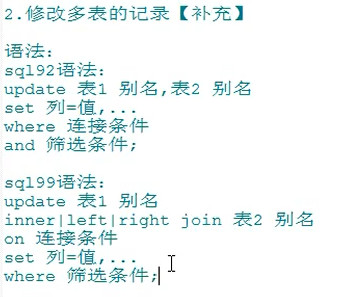 2.修改多表的记录【补充】
语法:
sql92语法:
update 表1 别名,表2 别名
set 列=值,...
where 连接条件
and 筛选条件;
sql99语法:
update 表1 别名
inner|left|right join 表2 别名
on 连接条件
set 列=值,...
where 筛选条件;